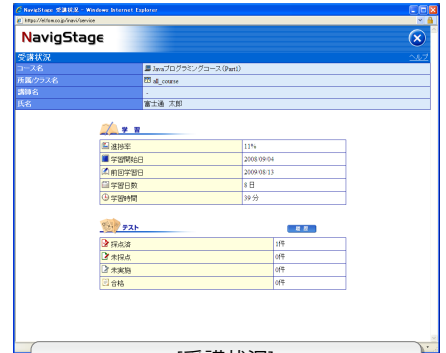 NavigStage 受講状況 - Windows Internet Explorer
NavigStage
受講状況
ヘルプ
コース名 Javaプログラミングコース(Part1)
所属クラス名 all_course
講師名 -
氏名 富士通 太郎
学 習
進捗率 11%
学習開始日 2008/09/04
前回学習日 2009/08/13
学習日数 8 日
学習時間 39 分
テスト
採点済 1件
未採点 0件
未実施 0件
合格 0件
[受講状況]